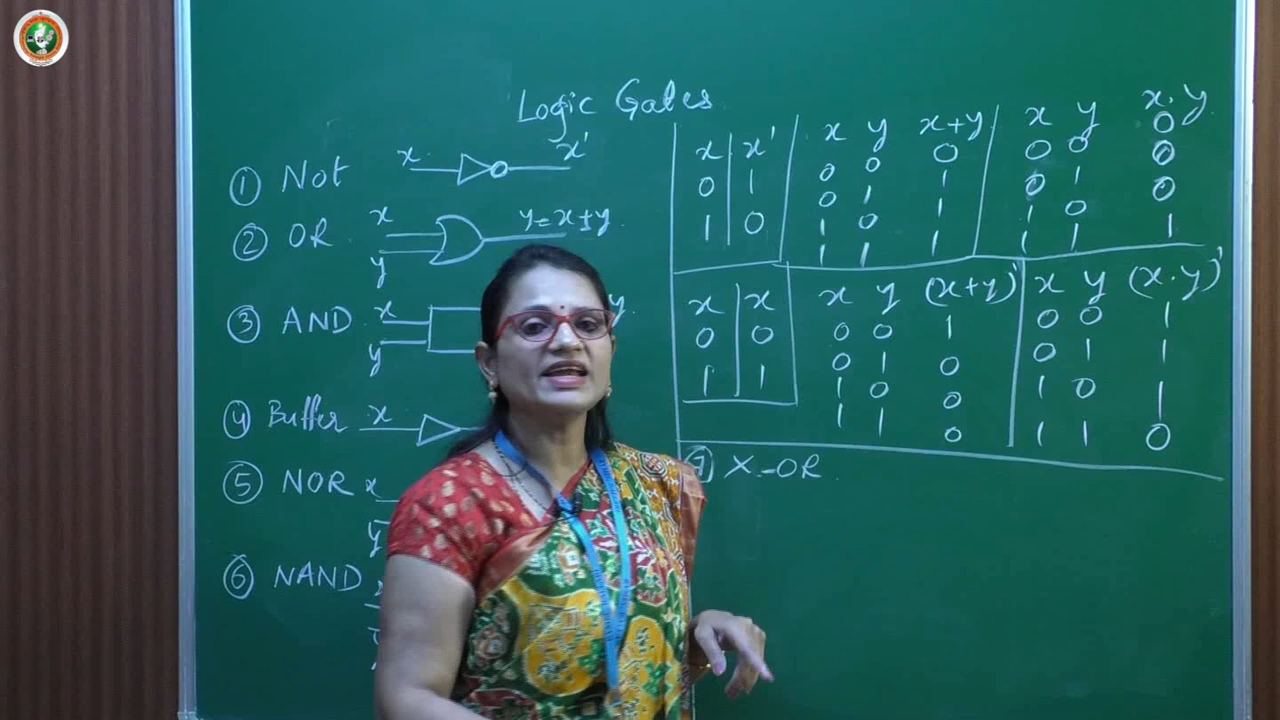 Logic Gates
① Not x x'
② OR x y y=x+y
③ AND x y y
④ Buffer x
⑤ NOR x y
⑥ NAND x
x x'
0 1
1 0
x y x+y
0 0 0
0 1 1
1 0 1
1 1 1
x y x.y
0 0 0
0 1 0
1 0 0
1 1 1
x x
0 0
1 1
x y (x+y)'
0 0 1
0 1 0
1 0 0
1 1 0
x y (x.y)'
0 0 1
0 1 1
1 0 1
1 1 0
⑦ X-OR